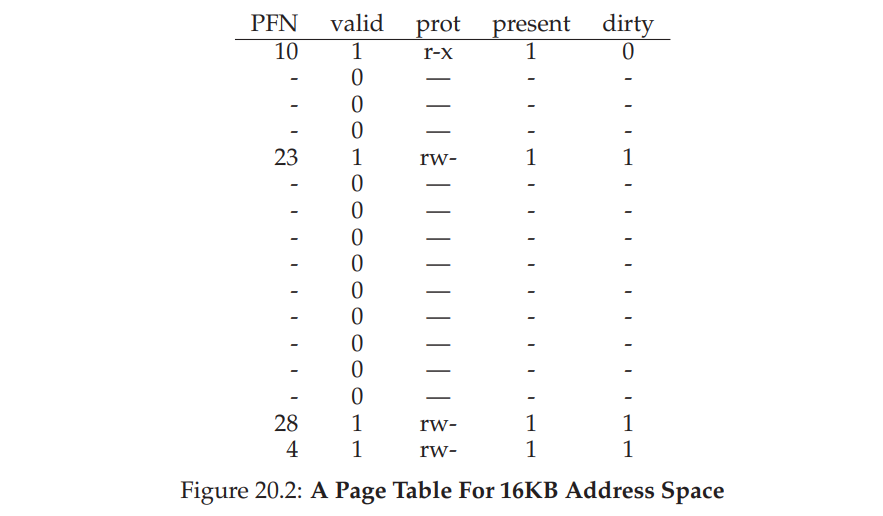 PFN valid prot present dirty
10 1 r-x 1 0
- 0 — - -
- 0 — - -
- 0 — - -
23 1 rw- 1 1
- 0 — - -
- 0 — - -
- 0 — - -
- 0 — - -
- 0 — - -
- 0 — - -
- 0 — - -
- 0 — - -
- 0 — - -
28 1 rw- 1 1
4 1 rw- 1 1
Figure 20.2: A Page Table For 16KB Address Space